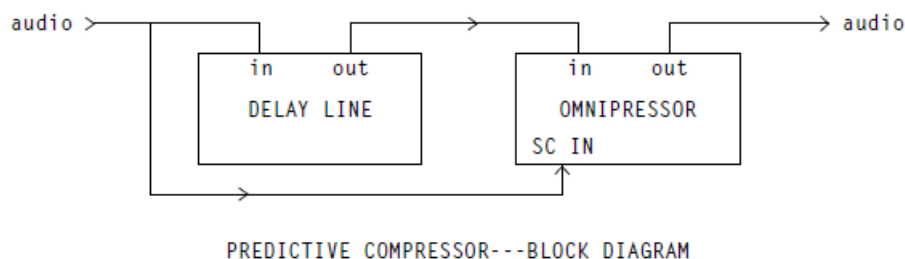 audio audio
in out in out
DELAY LINE OMNIPRESSOR
SC IN
PREDICTIVE COMPRESSOR---BLOCK DIAGRAM